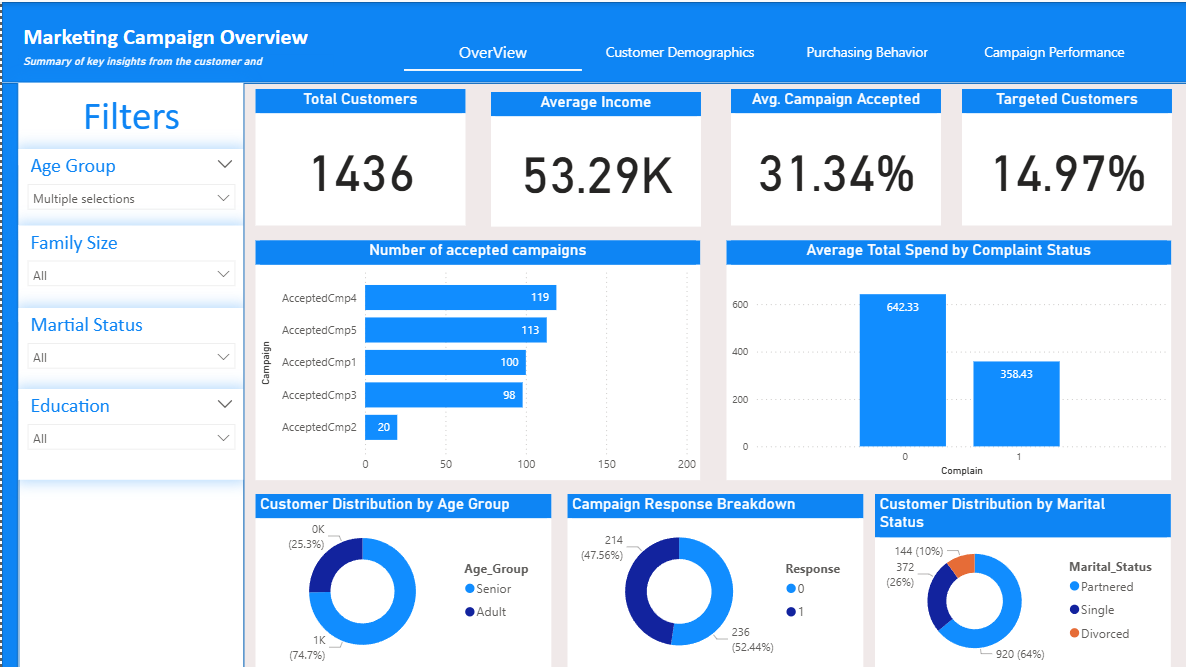 Marketing Campaign Overview
Summary of key insights from the customer and
OverView
Customer Demographics
Purchasing Behavior
Campaign Performance
Filters
Age Group
Multiple selections
Family Size
All
Martial Status
All
Education
All
Total Customers
1436
Average Income
53.29K
Avg. Campaign Accepted
31.34%
Targeted Customers
14.97%
Number of accepted campaigns
Campaign
AcceptedCmp4
119
AcceptedCmp5
113
AcceptedCmp1
100
AcceptedCmp3
98
AcceptedCmp2
20
0 50 100 150 200
Average Total Spend by Complaint Status
600
400
200
0
642.33
358.43
0 1
Complain
Customer Distribution by Age Group
0K
(25.3%)
1K
(74.7%)
Age_Group
Senior
Adult
Campaign Response Breakdown
214
(47.56%)
236
(52.44%)
Response
0
1
Customer Distribution by Marital
Status
144 (10%)
372
(26%)
920 (64%)
Marital_Status
Partnered
Single
Divorced